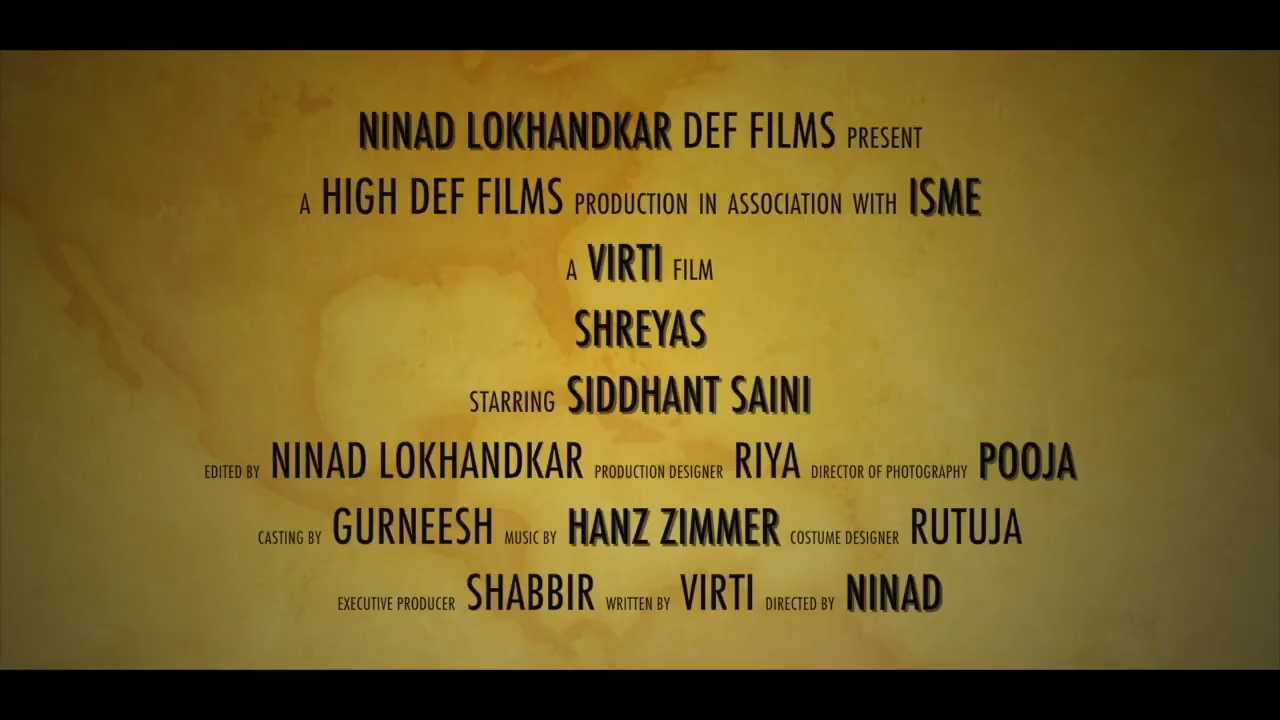 NINAD LOKHANDKAR DEF FILMS PRESENT
A HIGH DEF FILMS PRODUCTION IN ASSOCIATION WITH ISME
A VIRTI FILM
SHREYAS
STARRING SIDDHANT SAINI
EDITED BY NINAD LOKHANDKAR PRODUCTION DESIGNER RIYA DIRECTOR OF PHOTOGRAPHY POOJA
CASTING BY GURNEESH MUSIC BY HANZ ZIMMER COSTUME DESIGNER RUTUJA
EXECUTIVE PRODUCER SHABBIR WRITTEN BY VIRTI DIRECTED BY NINAD